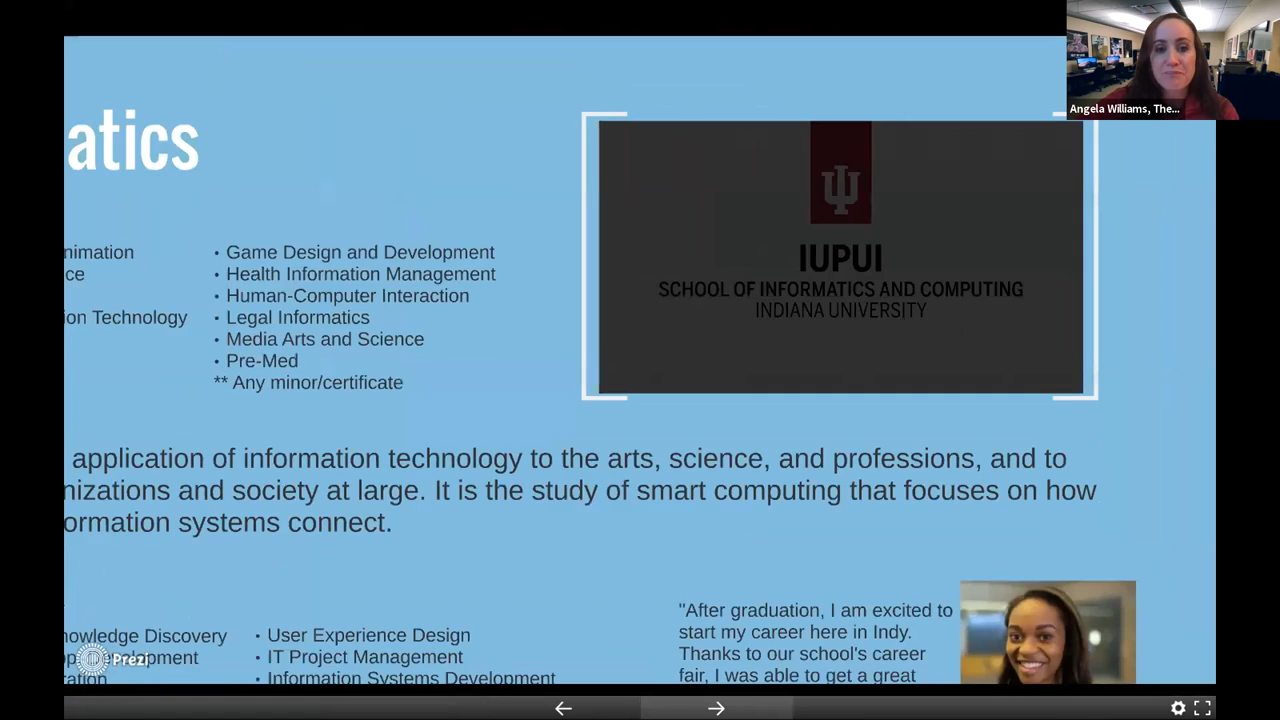 Angela Williams, The...
atics
nimation
ce
ion Technology
• Game Design and Development
• Health Information Management
• Human-Computer Interaction
• Legal Informatics
• Media Arts and Science
• Pre-Med
** Any minor/certificate
IUPUI
SCHOOL OF INFORMATICS AND COMPUTING
INDIANA UNIVERSITY
application of information technology to the arts, science, and professions, and to
nizations and society at large. It is the study of smart computing that focuses on how
ormation systems connect.
nowledge Discovery
• User Experience Design
• IT Project Management
• Information Systems Development
"After graduation, I am excited to
start my career here in Indy.
Thanks to our school's career
fair, I was able to get a great
Prezi